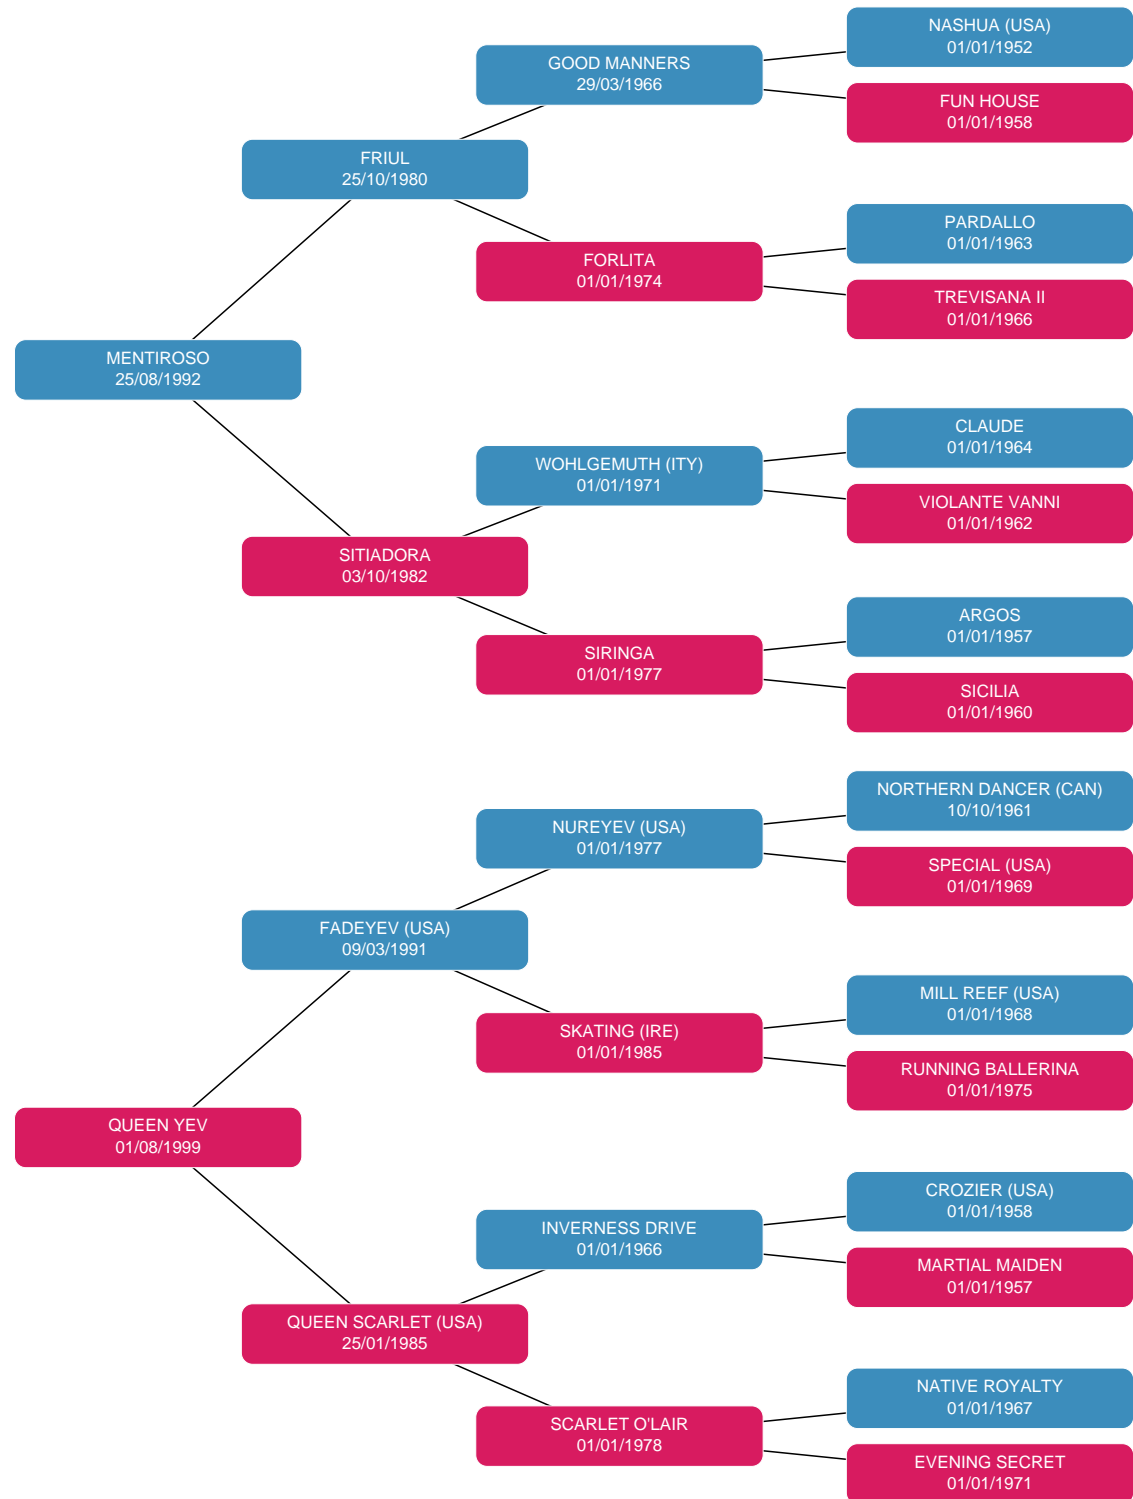 NASHUA (USA)
01/01/1952
GOOD MANNERS
29/03/1966
FUN HOUSE
01/01/1958
FRIUL
25/10/1980
PARDALLO
01/01/1963
FORLITA
01/01/1974
TREVISANA II
01/01/1966
MENTIROSO
25/08/1992
CLAUDE
01/01/1964
WOHLGEMUTH (ITY)
01/01/1971
VIOLANTE VANNI
01/01/1962
SITIADORA
03/10/1982
ARGOS
01/01/1957
SIRINGA
01/01/1977
SICILIA
01/01/1960
NORTHERN DANCER (CAN)
10/10/1961
NUREYEV (USA)
01/01/1977
SPECIAL (USA)
01/01/1969
FADEYEV (USA)
09/03/1991
MILL REEF (USA)
01/01/1968
SKATING (IRE)
01/01/1985
RUNNING BALLERINA
01/01/1975
QUEEN YEV
01/08/1999
CROZIER (USA)
01/01/1958
INVERNESS DRIVE
01/01/1966
MARTIAL MAIDEN
01/01/1957
QUEEN SCARLET (USA)
25/01/1985
NATIVE ROYALTY
01/01/1967
SCARLET O'LAIR
01/01/1978
EVENING SECRET
01/01/1971